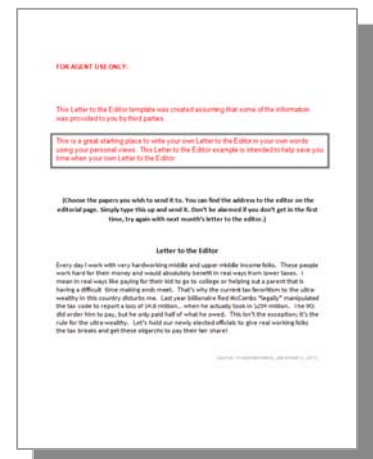 FOR AGENT USE ONLY:
This Letter to the Editor template was created assuming that some of the information
was provided to you by third parties.
This is a great starting place to write your own Letter to the Editor in your own words
using your personal views. This Letter to the Editor example is intended to help save you
time when your own Letter to the Editor
(Choose the papers you wish to send it to. You can find the address to the editor on the
editorial page. Simply type this up and send it. Don't be alarmed if you don't get in the first
time, try again with next month's letter to the editor.)
Letter to the Editor
Every day I work with very hardworking middle and upper middle income folks. These people
work hard for their money and would absolutely benefit in real ways from lower taxes. I
mean in real ways like paying for their kid to go to college or helping out a parent that is
having a difficult time making ends meet. That's why the current tax favoritism to the ultra-
wealthy in this country disturbs me. Last year billionaire Red McCombs "legally" manipulated
the tax code to report a loss of million... when he actually took in $259 million. The IRS
did order him to pay, but he only paid half of what he owed. This isn't the exception; it's the
rule for the ultra-wealthy. Let's hold our newly elected officials to give real working folks
the tax breaks and get these oligarchs to pay their fair share!